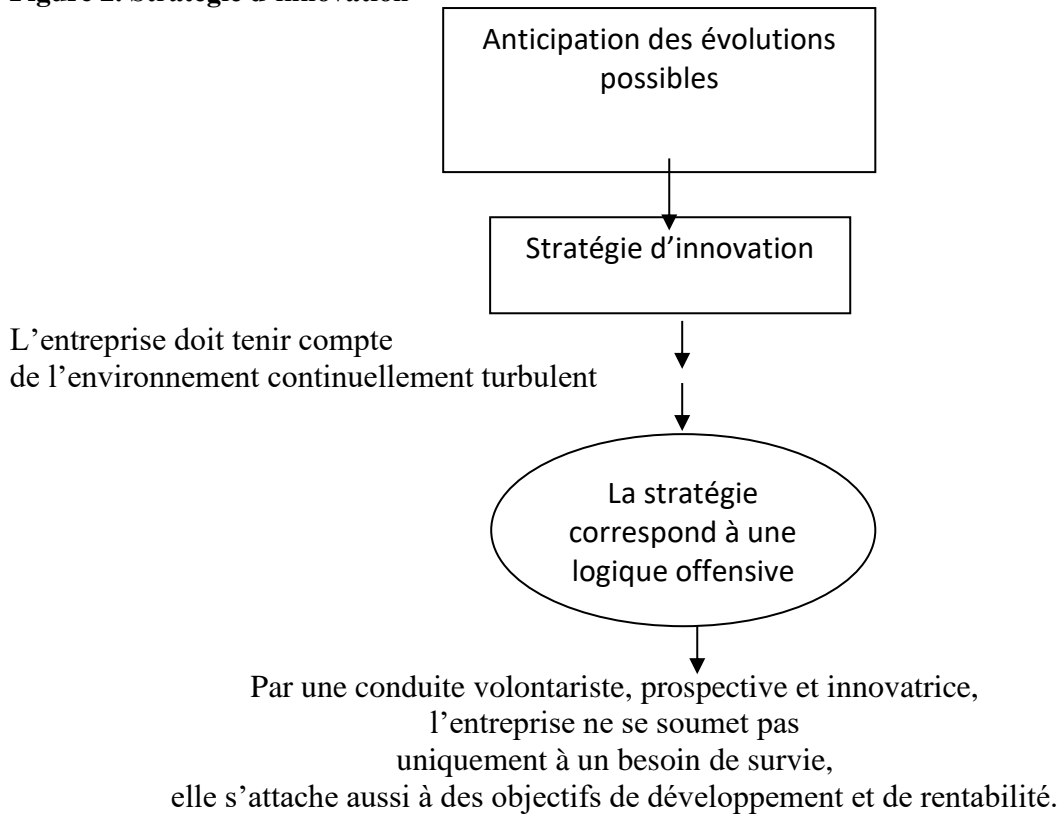 Figure 2: Stratégie d'innovation
Anticipation des évolutions
possibles
Stratégie d’innovation
L’entreprise doit tenir compte
de l’environnement continuellement turbulent
La stratégie
correspond à une
logique offensive
Par une conduite volontariste, prospective et innovatrice,
l’entreprise ne se soumet pas
uniquement à un besoin de survie,
elle s’attache aussi à des objectifs de développement et de rentabilité.